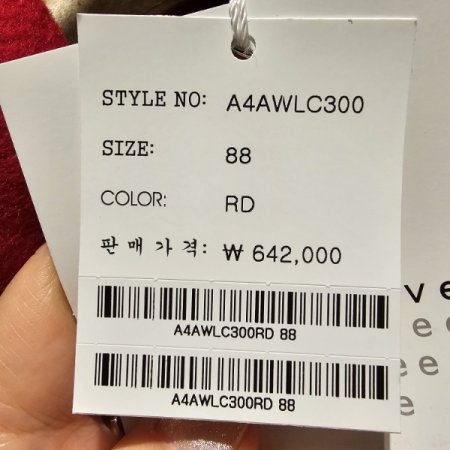 STYLE NO: A4AWLC300
SIZE: 88
COLOR: RD
판매가격: ₩ 642,000
A4AWLC300RD 88
A4AWLC300RD 88